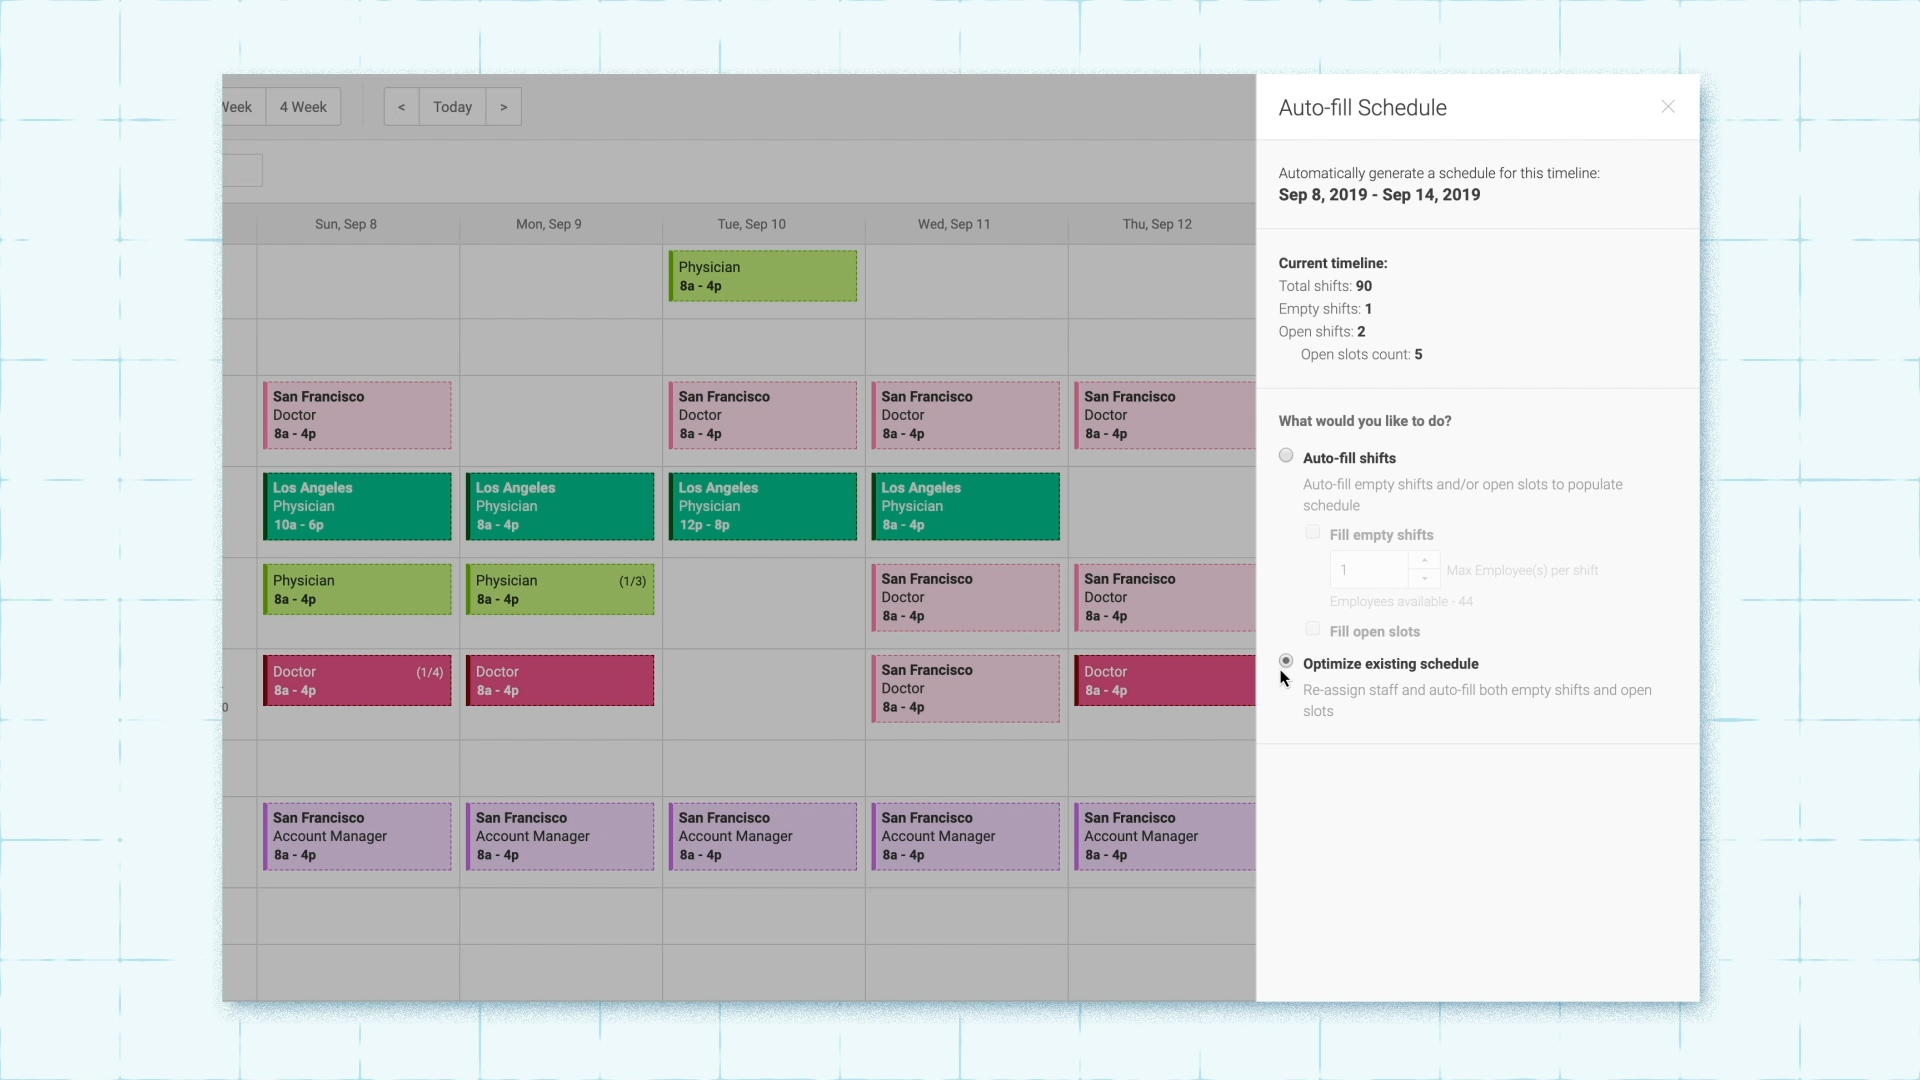 Week 4 Week < Today >
Auto-fill Schedule
Automatically generate a schedule for this timeline:
Sep 8, 2019 - Sep 14, 2019
Sun, Sep 8 Mon, Sep 9 Tue, Sep 10 Wed, Sep 11 Thu, Sep 12
Physician
8a - 4p
San Francisco San Francisco San Francisco San Francisco
Doctor Doctor Doctor Doctor
8a - 4p 8a - 4p 8a - 4p 8a - 4p
Los Angeles Los Angeles Los Angeles Los Angeles
Physician Physician Physician Physician
10a - 6p 8a - 4p 12p - 8p 8a - 4p
Physician Physician (1/3) San Francisco San Francisco
8a - 4p 8a - 4p Doctor Doctor
8a - 4p 8a - 4p
Doctor (1/4) Doctor San Francisco Doctor
8a - 4p 8a - 4p Doctor 8a - 4p
0 8a - 4p
San Francisco San Francisco San Francisco San Francisco San Francisco
Account Manager Account Manager Account Manager Account Manager Account Manager
8a - 4p 8a - 4p 8a - 4p 8a - 4p 8a - 4p
Current timeline:
Total shifts: 90
Empty shifts: 1
Open shifts: 2
Open slots count: 5
What would you like to do?
Auto-fill shifts
Auto-fill empty shifts and/or open slots to populate
schedule
Fill empty shifts
1 Max Employee(s) per shift
Employees available - 44
Fill open slots
Optimize existing schedule
Re-assign staff and auto-fill both empty shifts and open
slots